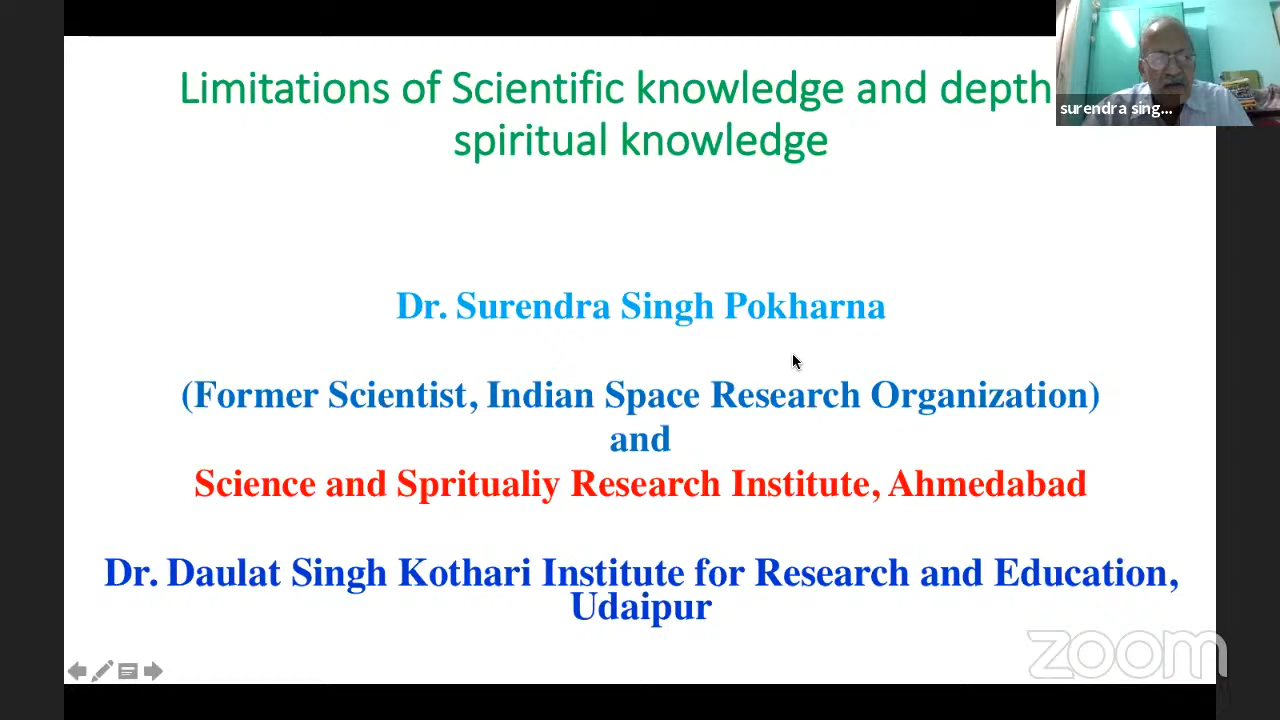 Limitations of Scientific knowledge and depth
spiritual knowledge
surendra sing...
Dr. Surendra Singh Pokharna
(Former Scientist, Indian Space Research Organization)
and
Science and Spritualiy Research Institute, Ahmedabad
Dr. Daulat Singh Kothari Institute for Research and Education,
Udaipur
zoom